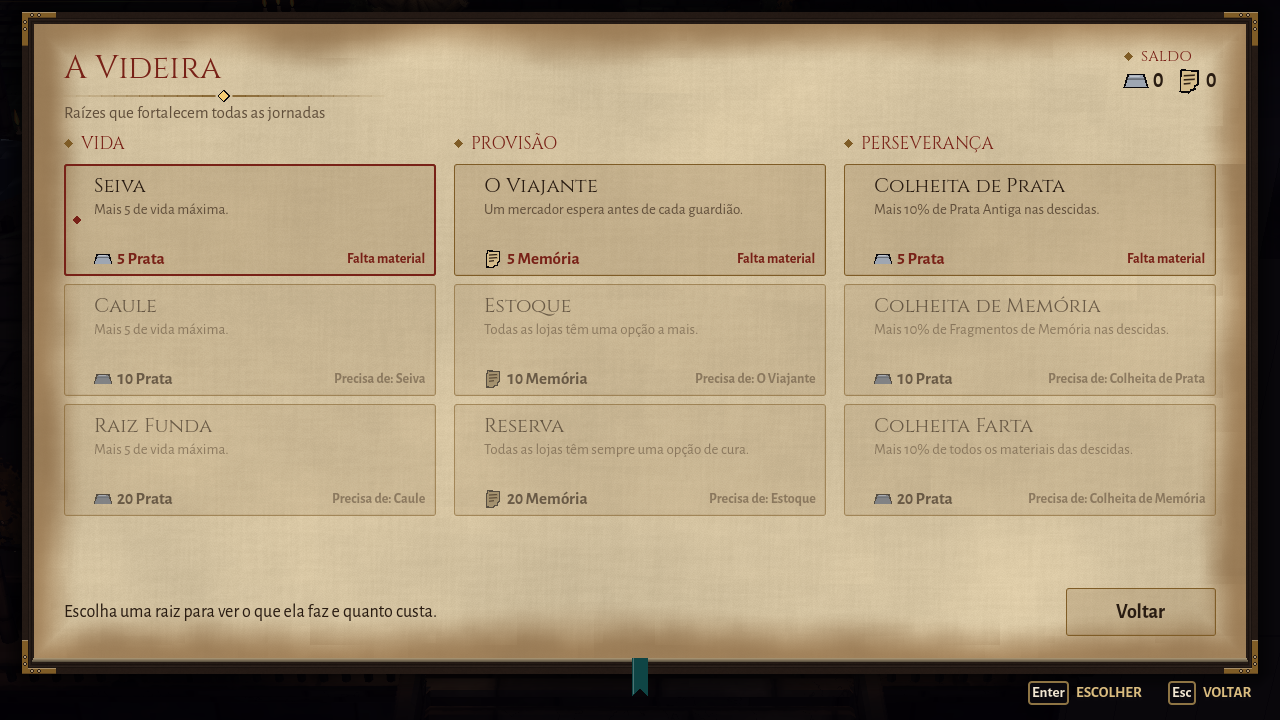 A Videira
SALDO
0 0
Raízes que fortalecem todas as jornadas
VIDA
Seiva
Mais 5 de vida máxima.
5 Prata Falta material
Caule
Mais 5 de vida máxima.
10 Prata Precisa de: Seiva
Raiz Funda
Mais 5 de vida máxima.
20 Prata Precisa de: Caule
PROVISÃO
O Viajante
Um mercador espera antes de cada guardião.
5 Memória Falta material
Estoque
Todas as lojas têm uma opção a mais.
10 Memória Precisa de: O Viajante
Reserva
Todas as lojas têm sempre uma opção de cura.
20 Memória Precisa de: Estoque
PERSEVERANÇA
Colheita de Prata
Mais 10% de Prata Antiga nas descidas.
5 Prata Falta material
Colheita de Memória
Mais 10% de Fragmentos de Memória nas descidas.
10 Prata Precisa de: Colheita de Prata
Colheita Farta
Mais 10% de todos os materiais das descidas.
20 Prata Precisa de: Colheita de Memória
Escolha uma raiz para ver o que ela faz e quanto custa.
Voltar
Enter ESCOLHER Esc VOLTAR